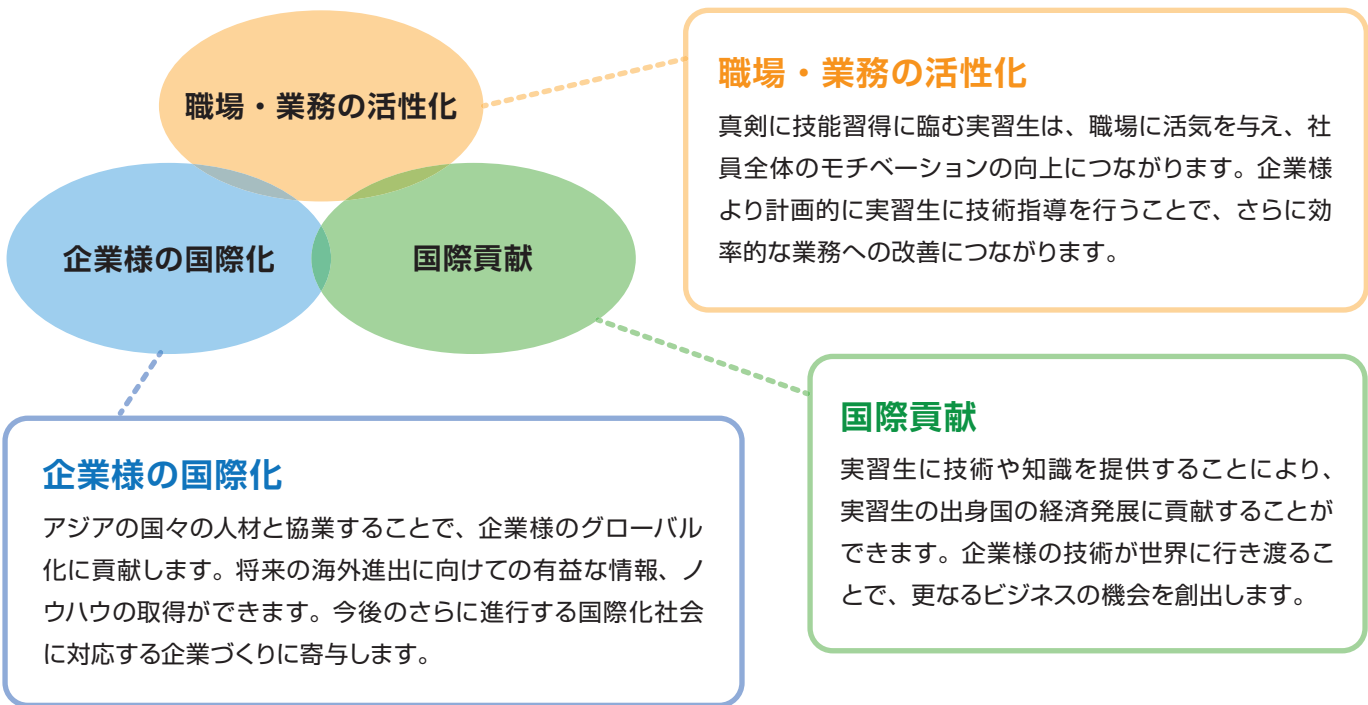 職場・業務の活性化
企業様の国際化
国際貢献
職場・業務の活性化
真剣に技能習得に臨む実習生は、職場に活気を与え、社
員全体のモチベーションの向上につながります。企業様
より計画的に実習生に技術指導を行うことで、さらに効
率的な業務への改善につながります。
国際貢献
実習生に技術や知識を提供することにより、
実習生の出身国の経済発展に貢献することが
できます。企業様の技術が世界に行き渡るこ
とで、更なるビジネスの機会を創出します。
企業様の国際化
アジアの国々の人材と協業することで、企業様のグローバル
化に貢献します。将来の海外進出に向けての有益な情報、ノ
ウハウの取得ができます。今後のさらに進行する国際化社会
に対応する企業づくりに寄与します。